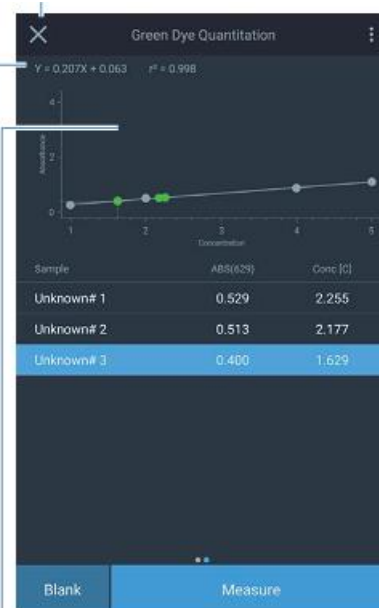 Green Dye Quantitation
Y = 0.207X + 0.063 r² = 0.998
4
Absorbance
2
0
1 2 3 4 5
Concentration
Sample ABS(629) Conc [C]
Unknown# 1 0.529 2.255
Unknown# 2 0.513 2.177
Unknown# 3 0.400 1.629
Blank Measure